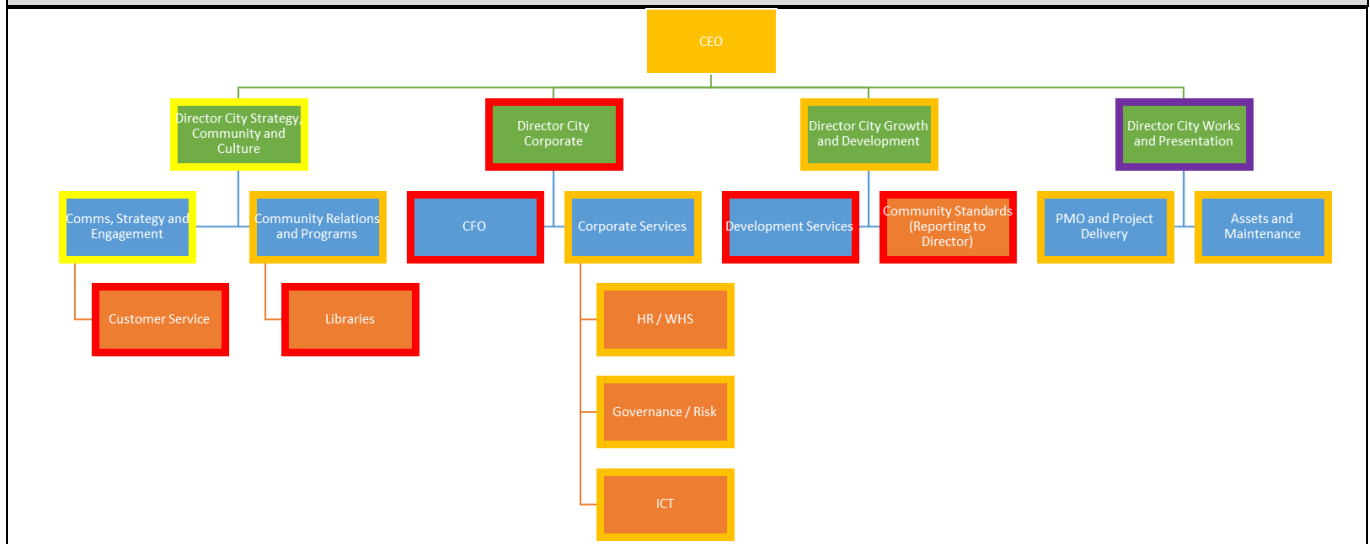 CEO
Director City Strategy,
Community and
Culture
Director City
Corporate
Director City Growth
and Development
Director City Works
and Presentation
Comms, Strategy and
Engagement
Community Relations
and Programs
CFO
Corporate Services
Development Services
Community Standards
(Reporting to
Director)
PMO and Project
Delivery
Assets and
Maintenance
Customer Service
Libraries
HR / WHS
Governance / Risk
ICT